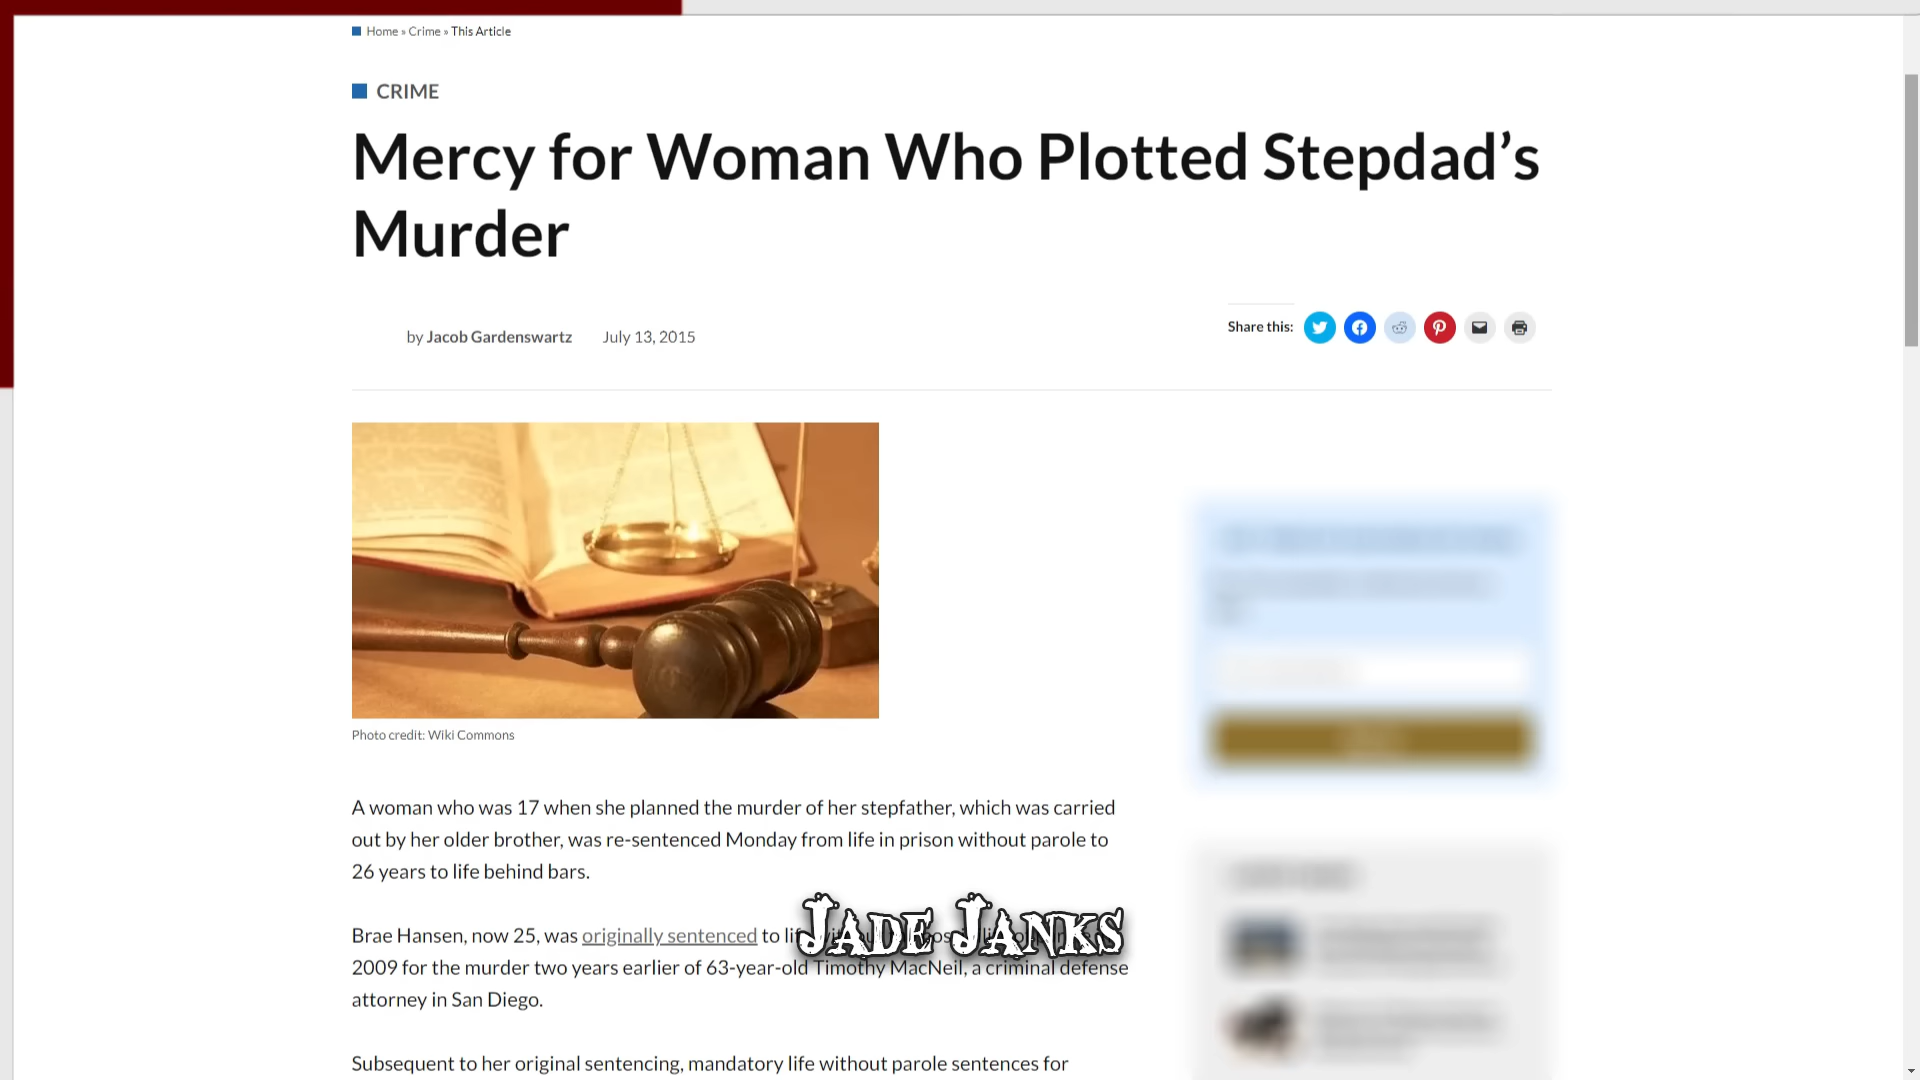 Home » Crime » This Article
CRIME
Mercy for Woman Who Plotted Stepdad’s
Murder
by Jacob Gardenswartz July 13, 2015
Share this:
Photo credit: Wiki Commons
A woman who was 17 when she planned the murder of her stepfather, which was carried
out by her older brother, was re-sentenced Monday from life in prison without parole to
26 years to life behind bars.
Brae Hansen, now 25, was originally sentenced to
JADE JANKS
2009 for the murder two years earlier of 63-year-old Timothy MacNeil, a criminal defense
attorney in San Diego.
Subsequent to her original sentencing, mandatory life without parole sentences for